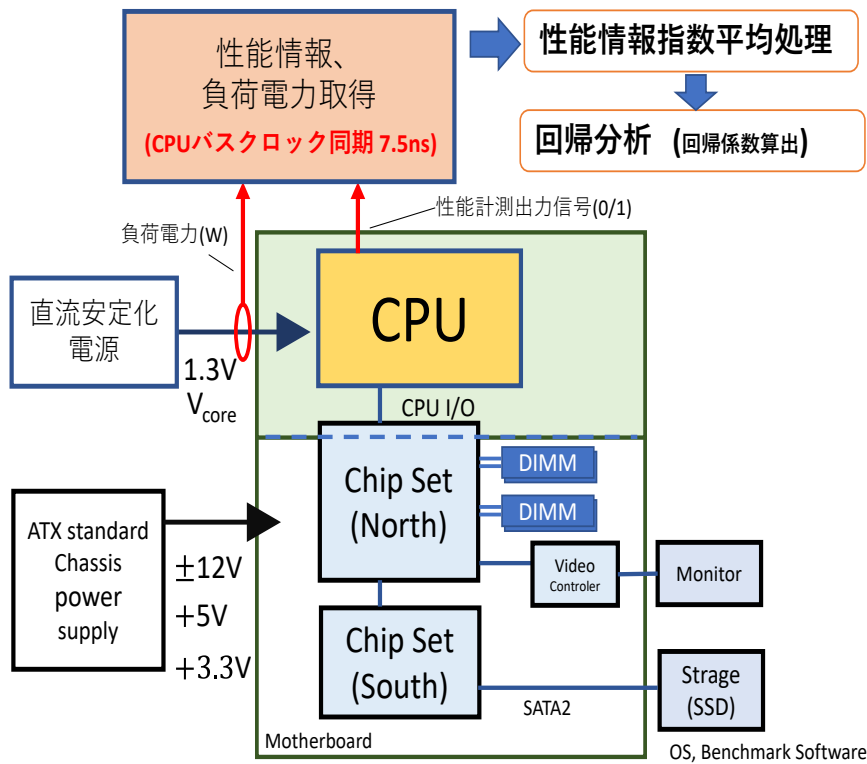 性能情報、
負荷電力取得
(CPUバスクロック同期 7.5ns)
性能情報指数平均処理
回帰分析 (回帰係数算出)
性能計測出力信号(0/1)
負荷電力(W)
直流安定化
電源
1.3V
Vcore
CPU
CPU I/O
Chip Set
(North)
DIMM
DIMM
ATX standard
Chassis
power
supply
±12V
+5V
+3.3V
Video
Controler
Monitor
Chip Set
(South)
SATA2
Strage
(SSD)
Motherboard
OS, Benchmark Software